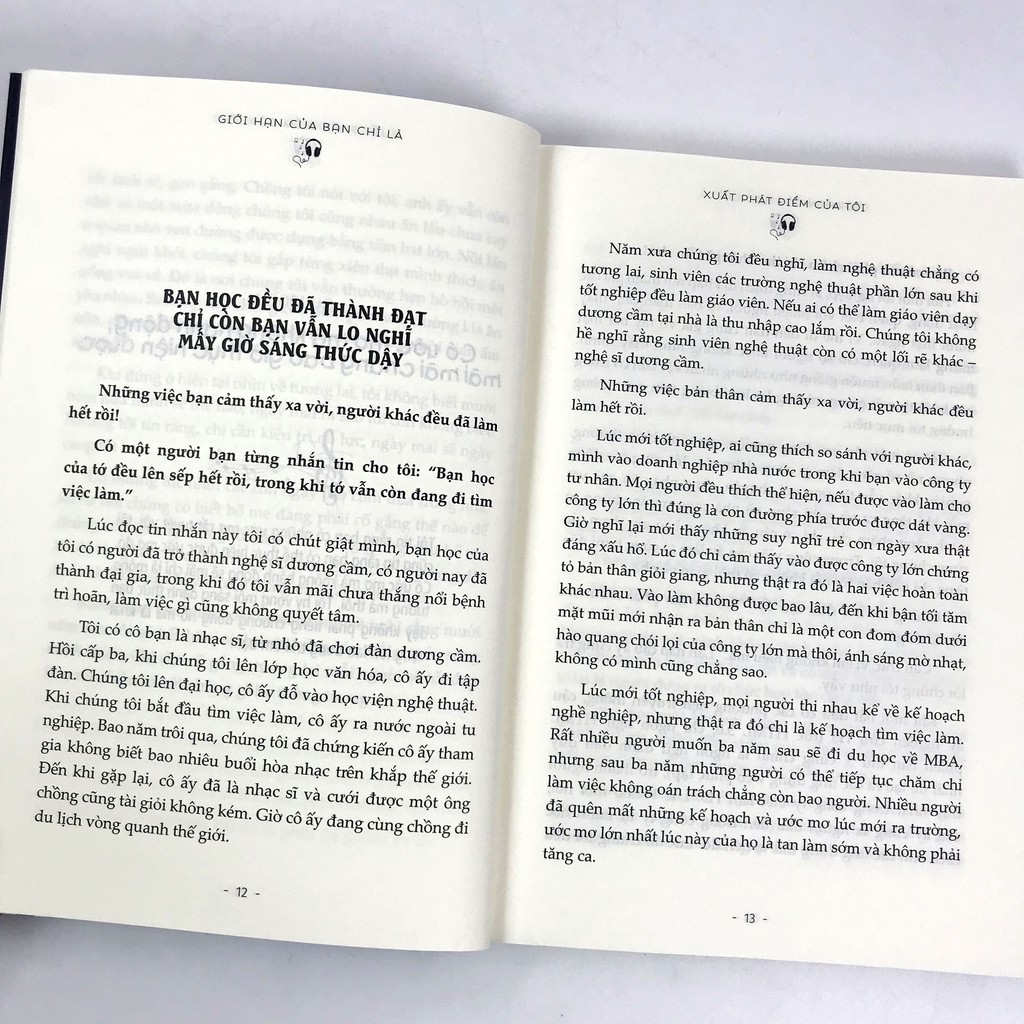 GIỚI HẠN CỦA BẠN CHỈ LÀ
BẠN HỌC ĐỀU ĐÃ THÀNH ĐẠT
CHỈ CÒN BẠN VẪN LO NGHĨ
MẤY GIỜ SÁNG THỨC DẬY
Những việc bạn cảm thấy xa vời, người khác đều đã làm
hết rồi!
Có một người bạn từng nhắn tin cho tôi: “Bạn học
của tớ đều lên sếp hết rồi, trong khi tớ vẫn còn đang đi tìm
việc làm.”
Lúc đọc tin nhắn này tôi có chút giật mình, bạn học của
tôi có người đã trở thành nghệ sĩ dương cầm, có người nay đã
thành đại gia, trong khi đó tôi vẫn mãi chưa thắng nổi bệnh
trì hoãn, làm việc gì cũng không quyết tâm.
Tôi có cô bạn là nhạc sĩ, từ nhỏ đã chơi đàn dương cầm.
Hồi cấp ba, khi chúng tôi lên lớp học văn hóa, cô ấy đi tập
đàn. Chúng tôi lên đại học, cô ấy đỗ vào học viện nghệ thuật.
Khi chúng tôi bắt đầu tìm việc làm, cô ấy ra nước ngoài tu
nghiệp. Bao năm trôi qua, chúng tôi đã chứng kiến cô ấy tham
gia không biết bao nhiêu buổi hòa nhạc trên khắp thế giới.
Đến khi gặp lại, cô ấy đã là nhạc sĩ và cưới được một ông
chồng cũng tài giỏi không kém. Giờ cô ấy đang cùng chồng đi
du lịch vòng quanh thế giới.
- 12 -
XUẤT PHÁT ĐIỂM CỦA TÔI
Năm xưa chúng tôi đều nghĩ, làm nghệ thuật chẳng có
tương lai, sinh viên các trường nghệ thuật phần lớn sau khi
tốt nghiệp đều làm giáo viên. Nếu ai có thể làm giáo viên dạy
dương cầm tại nhà là thu nhập cao lắm rồi. Chúng tôi không
hề nghĩ rằng sinh viên nghệ thuật còn có một lối rẽ khác –
nghệ sĩ dương cầm.
Những việc bản thân cảm thấy xa vời, người khác đều
làm hết rồi.
Lúc mới tốt nghiệp, ai cũng thích so sánh với người khác,
mình vào doanh nghiệp nhà nước trong khi bạn vào công ty
tư nhân. Mọi người đều thích thể hiện, nếu được vào làm cho
công ty lớn thì đúng là con đường phía trước được dát vàng.
Giờ nghĩ lại mới thấy những suy nghĩ trẻ con ngày xưa thật
đáng xấu hổ. Lúc đó chỉ cảm thấy vào được công ty lớn chứng
tỏ bản thân giỏi giang, nhưng thật ra đó là hai việc hoàn toàn
khác nhau. Vào làm không được bao lâu, đến khi bận tối tăm
mặt mũi mới nhận ra bản thân chỉ là một con đom đóm dưới
hào quang chói lọi của công ty lớn mà thôi, ánh sáng mờ nhạt,
không có mình cũng chẳng sao.
Lúc mới tốt nghiệp, mọi người thi nhau kể về kế hoạch
nghề nghiệp, nhưng thật ra đó chỉ là kế hoạch tìm việc làm.
Rất nhiều người muốn ba năm sau sẽ đi du học về MBA,
nhưng sau ba năm những người có thể tiếp tục chăm chỉ
làm việc không oán trách chẳng còn bao người. Nhiều người
đã quên mất những kế hoạch và ước mơ lúc mới ra trường,
ước mơ lớn nhất lúc này của họ là tan làm sớm và không phải
tăng ca.
- 13 -